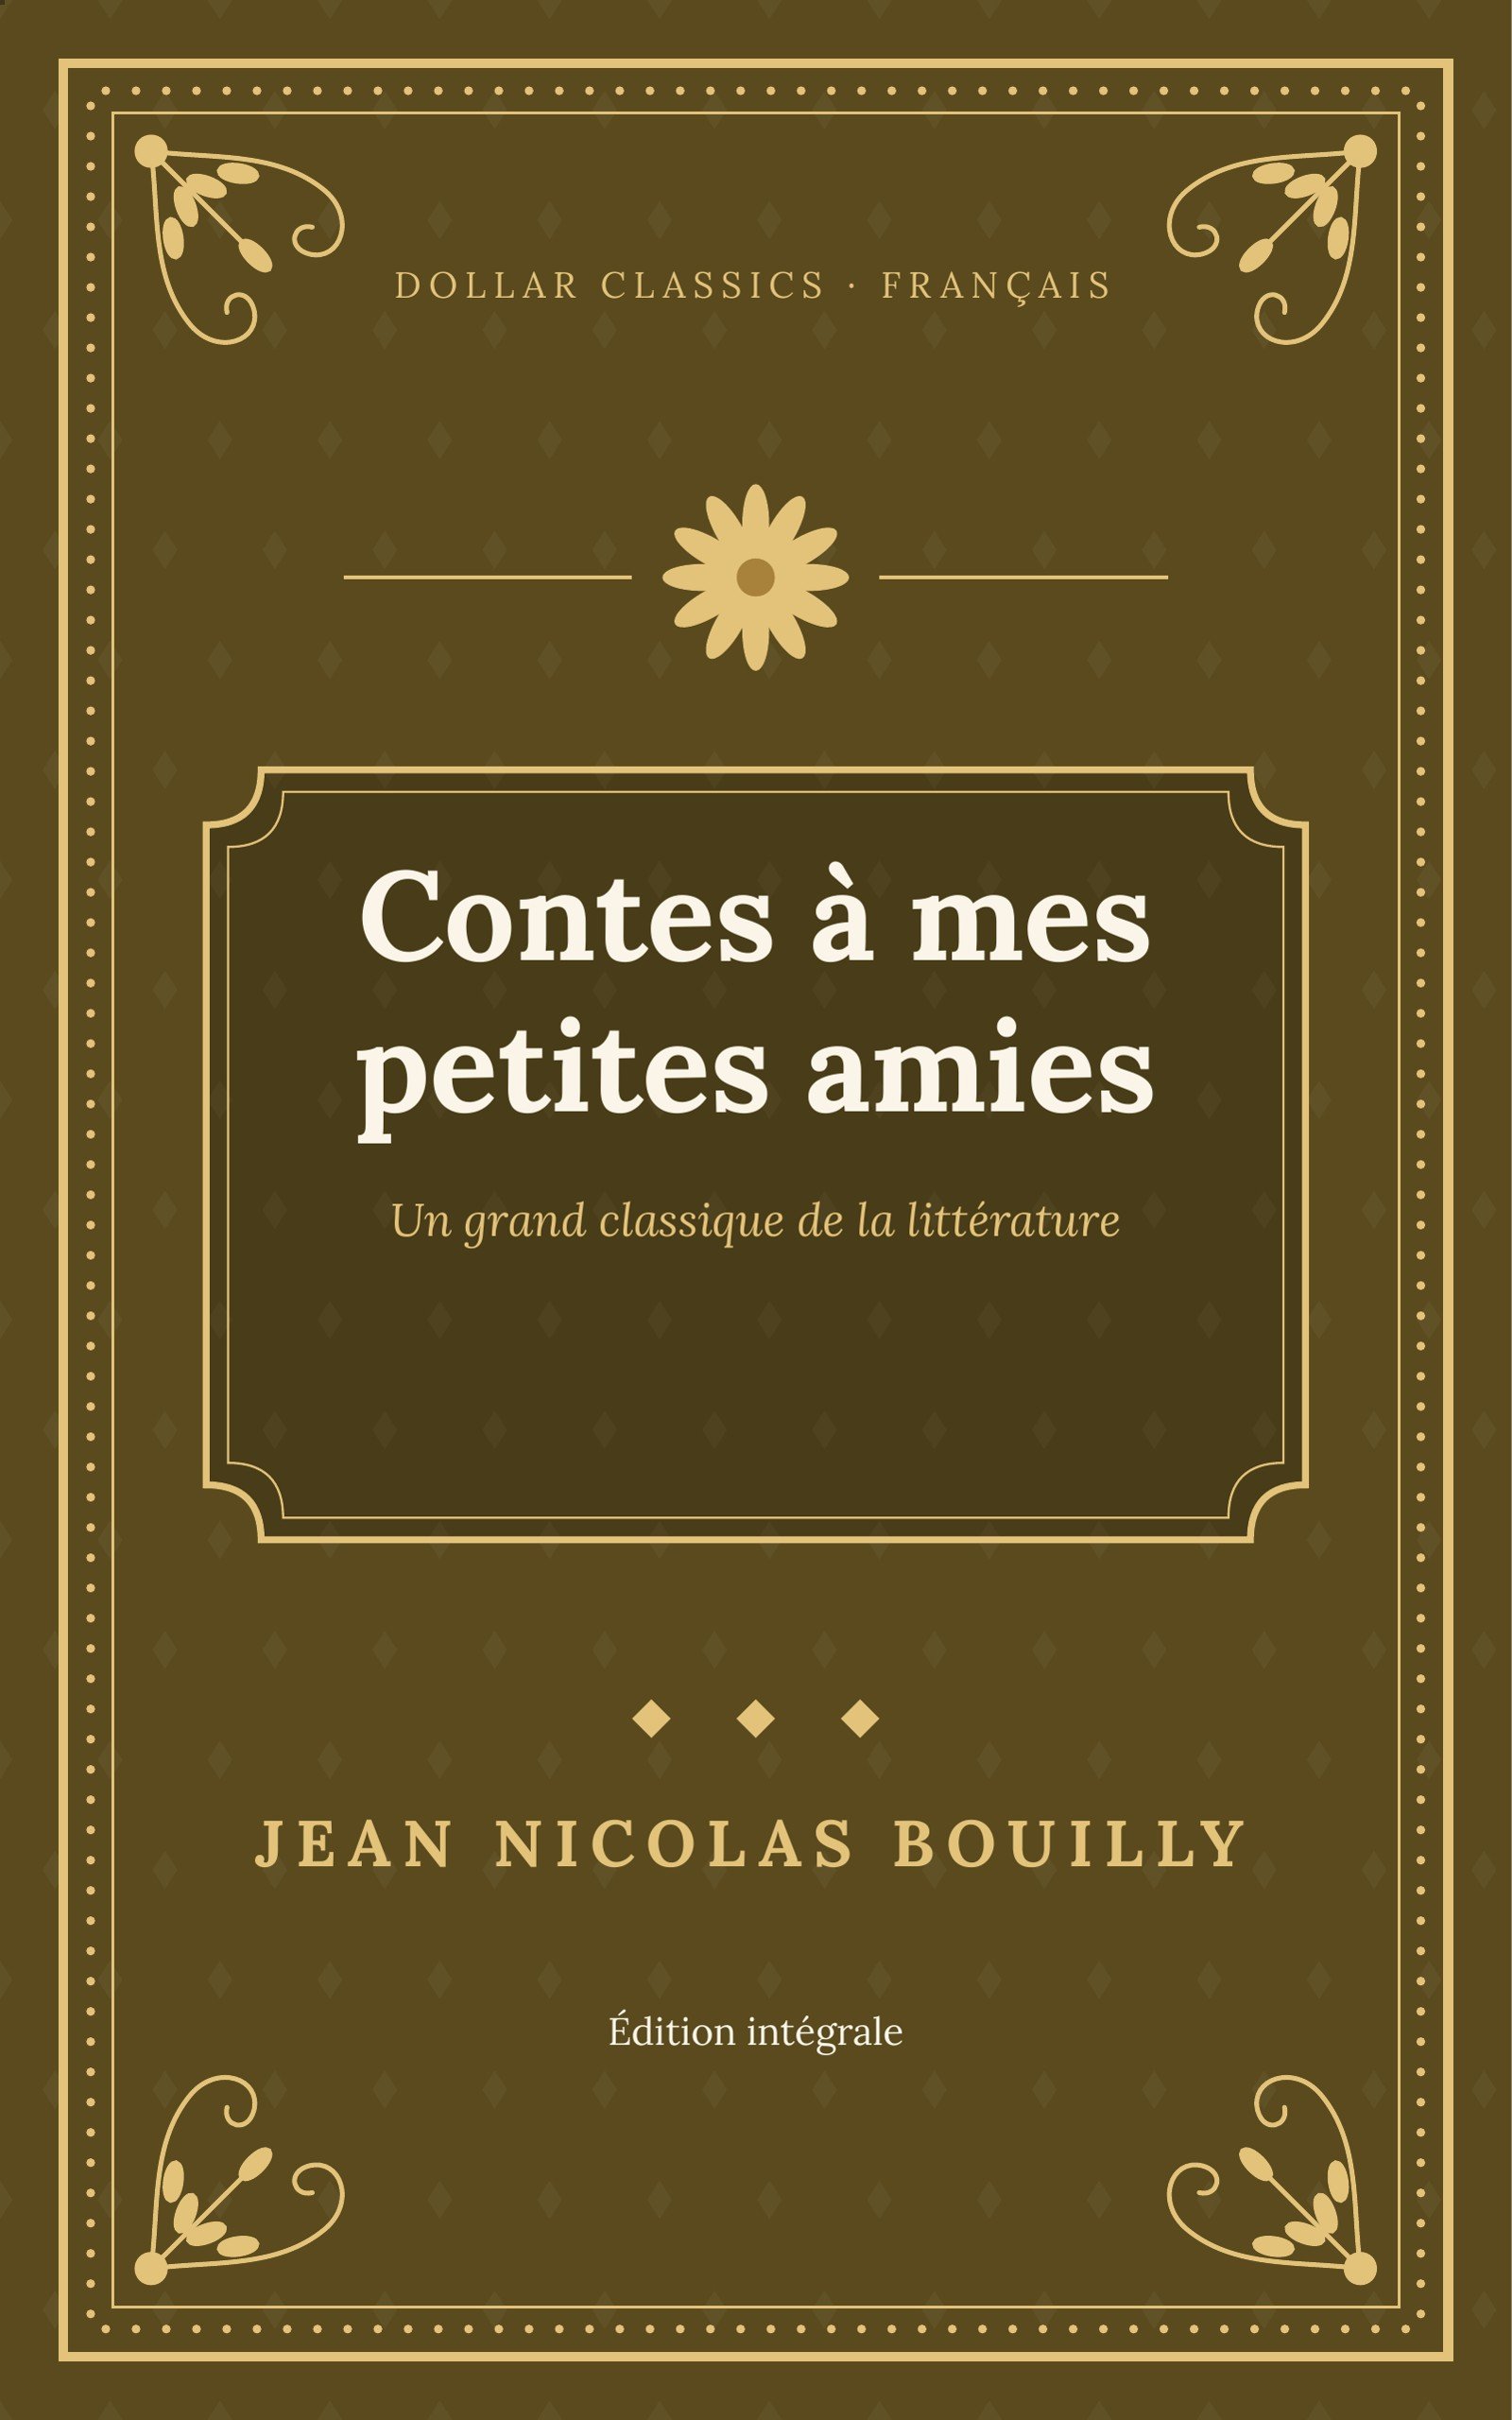 DOLLAR CLASSICS · FRANÇAIS
Contes à mes
petites amies
Un grand classique de la littérature
JEAN NICOLAS BOUILLY
Édition intégrale